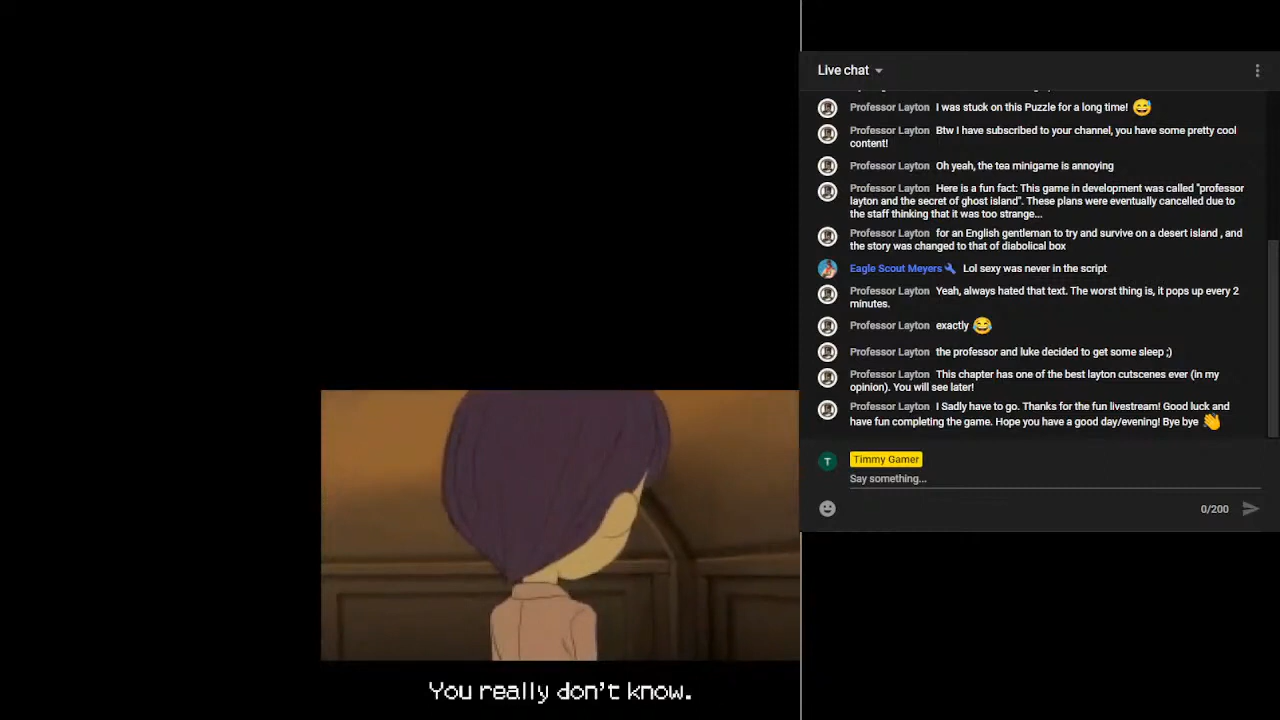 Live chat
Professor Layton I was stuck on this Puzzle for a long time! 😅
Professor Layton Btw I have subscribed to your channel, you have some pretty cool
content!
Professor Layton Oh yeah, the tea minigame is annoying
Professor Layton Here is a fun fact: This game in development was called "professor
layton and the secret of ghost island". These plans were eventually cancelled due to
the staff thinking that it was too strange...
Professor Layton for an English gentleman to try and survive on a desert island , and
the story was changed to that of diabolical box
Eagle Scout Meyers Lol sexy was never in the script
Professor Layton Yeah, always hated that text. The worst thing is, it pops up every 2
minutes.
Professor Layton exactly 😂
Professor Layton the professor and luke decided to get some sleep ;)
Professor Layton This chapter has one of the best layton cutscenes ever (in my
opinion). You will see later!
Professor Layton I Sadly have to go. Thanks for the fun livestream! Good luck and
have fun completing the game. Hope you have a good day/evening! Bye bye 👋
T
Timmy Gamer
Say something...
0/200
You really don't know.